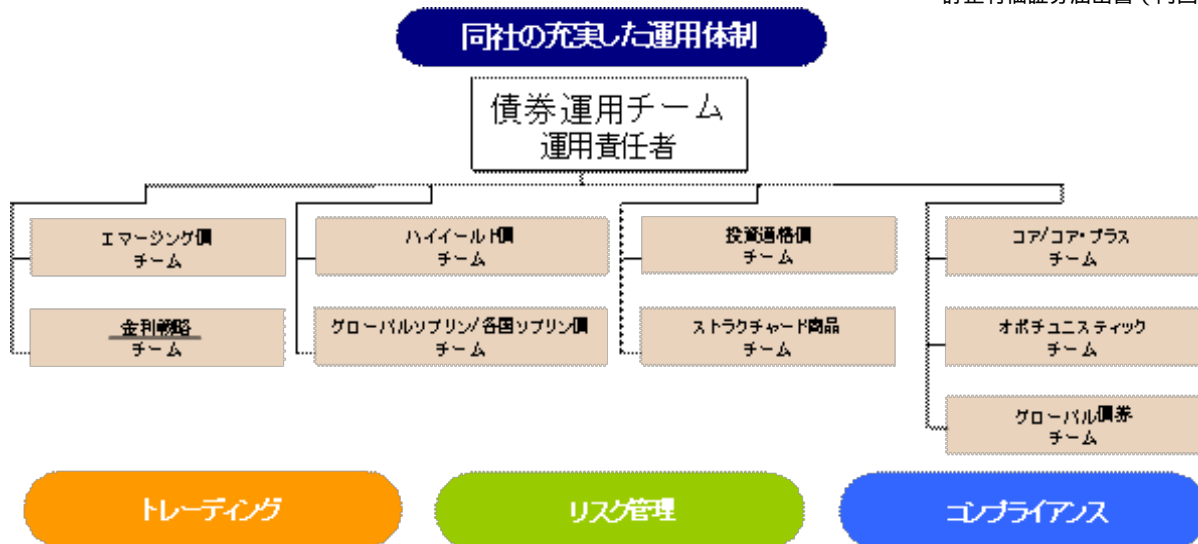 同社の充実した運用体制
債券運用チーム
運用責任者
エマージング債
チーム
ハイイールド債
チーム
投資適格債
チーム
コア/コア・プラス
チーム
金利戦略
チーム
グローバルソブリン/各国ソブリン債
チーム
ストラクチャード商品
チーム
オポチュニスティック
チーム
グローバル債券
チーム
トレーディング
リスク管理
コンプライアンス